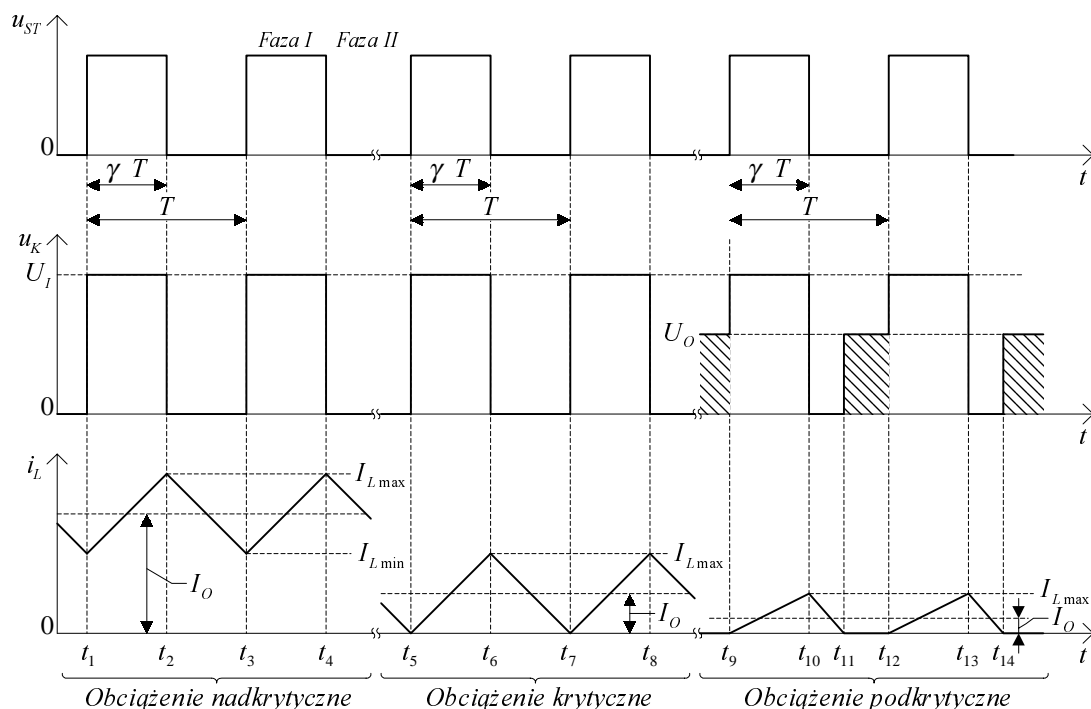 u_ST
Faza I Faza II
0
t
γ T γ T γ T
T T T
u_K
U_I
U_O
0
t
i_L
I_L max
I_L min
I_O
I_L max
I_O
I_L max
I_O
0
t_1 t_2 t_3 t_4 t_5 t_6 t_7 t_8 t_9 t_10 t_11 t_12 t_13 t_14 t
Obciążenie nadkrytyczne Obciążenie krytyczne Obciążenie podkrytyczne